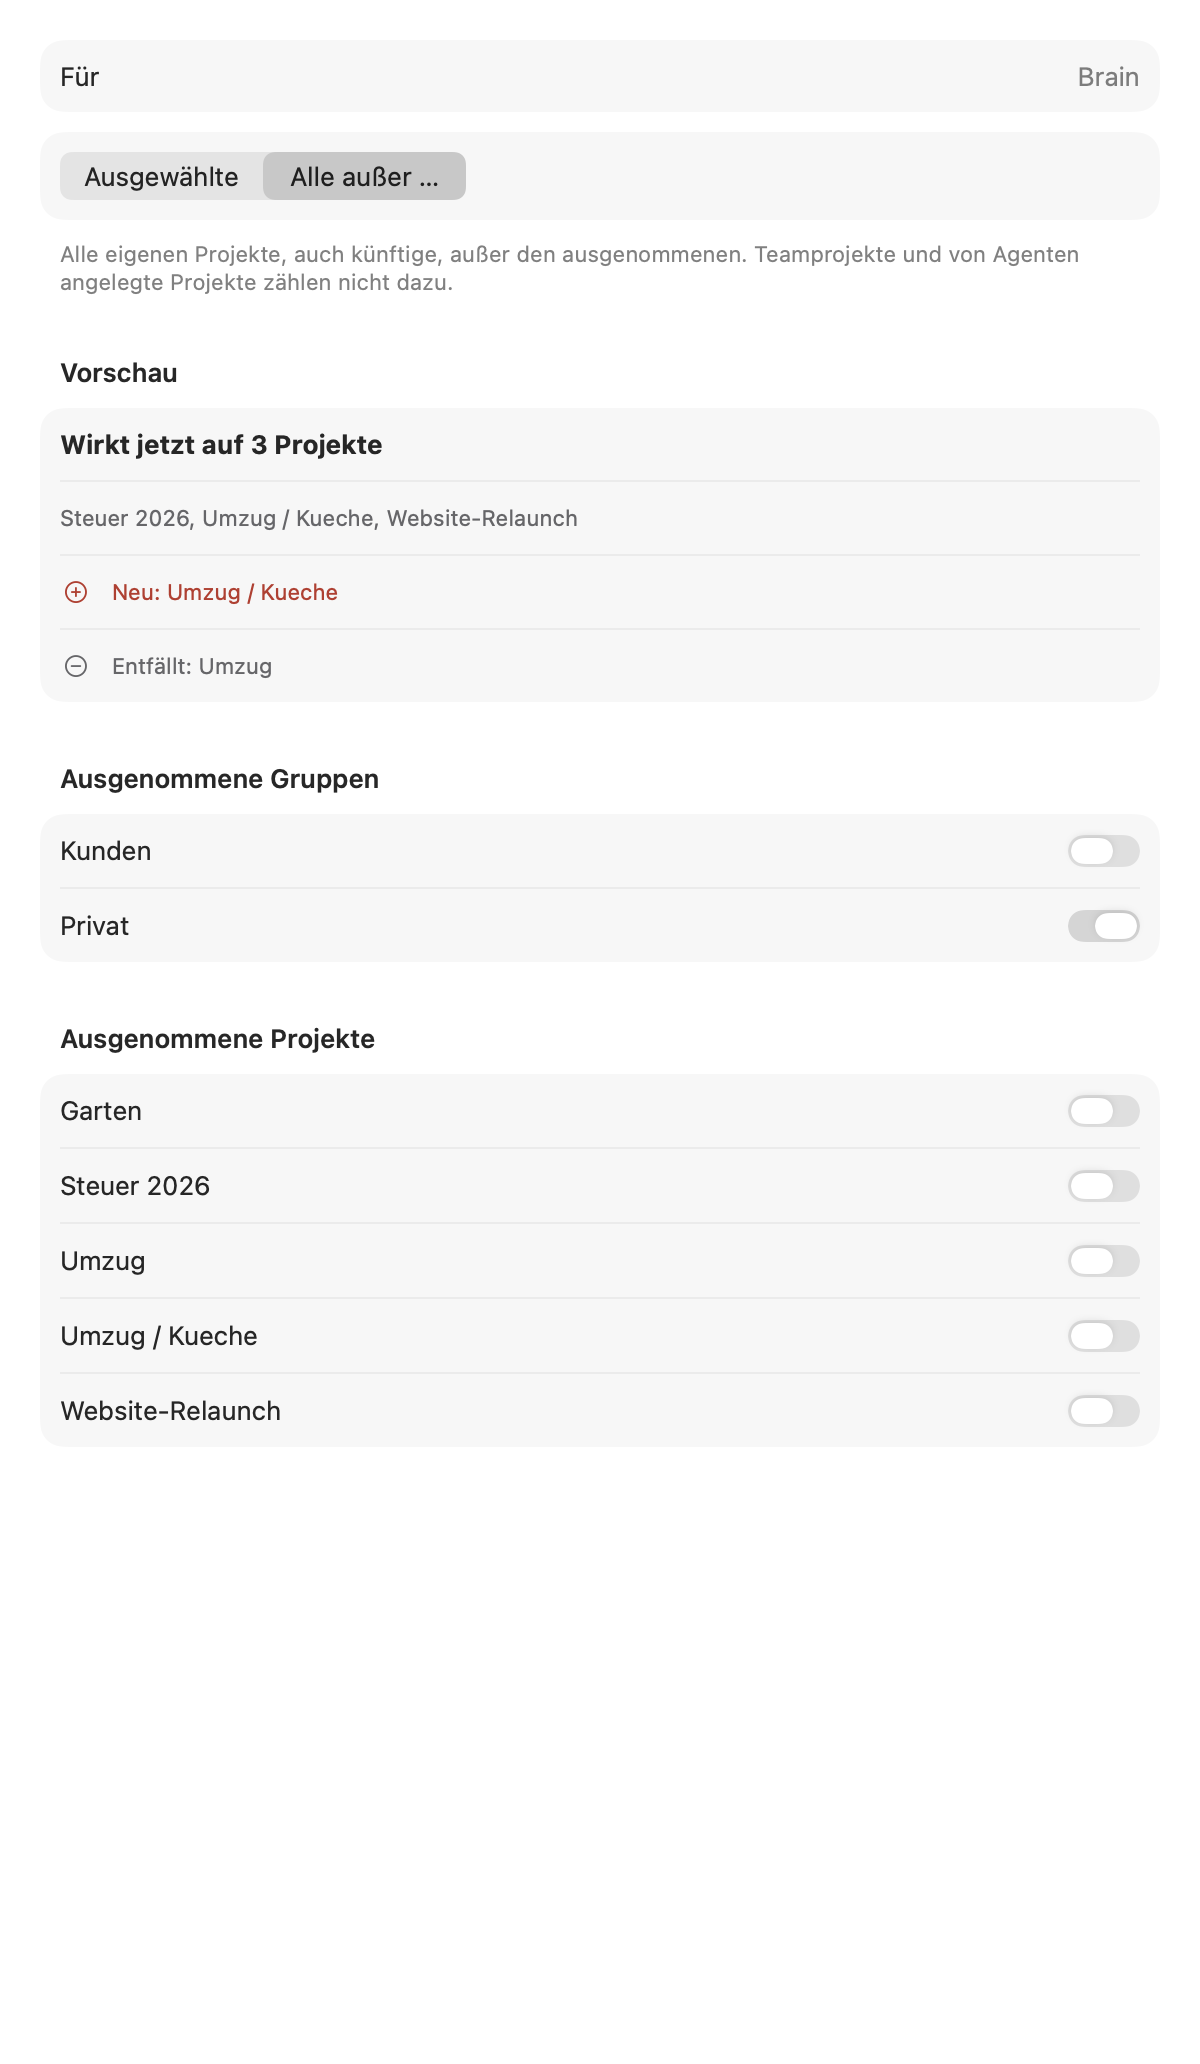 Für
Brain
Ausgewählte
Alle außer ...
Alle eigenen Projekte, auch künftige, außer den ausgenommenen. Teamprojekte und von Agenten
angelegte Projekte zählen nicht dazu.
Vorschau
Wirkt jetzt auf 3 Projekte
Steuer 2026, Umzug / Kueche, Website-Relaunch
Neu: Umzug / Kueche
Entfällt: Umzug
Ausgenommene Gruppen
Kunden
Privat
Ausgenommene Projekte
Garten
Steuer 2026
Umzug
Umzug / Kueche
Website-Relaunch